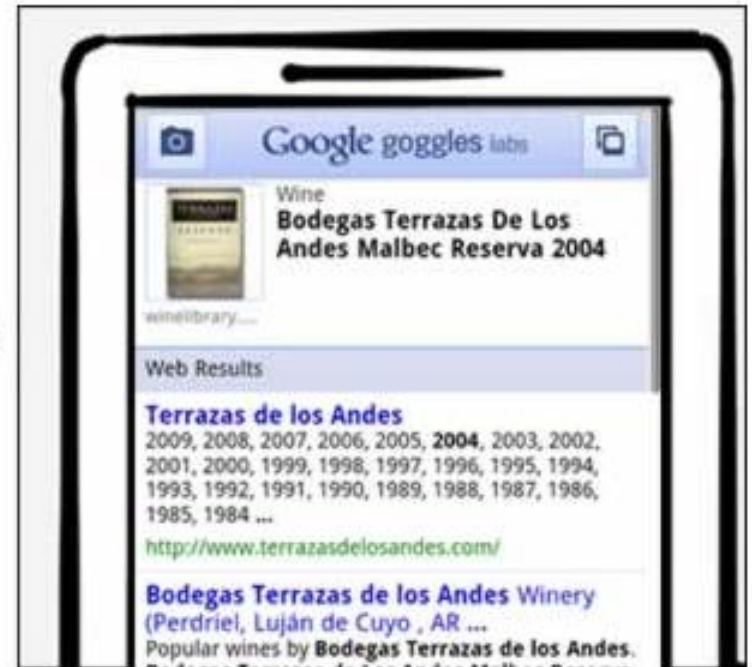 Google goggles labs
Wine
Bodegas Terrazas De Los
Andes Malbec Reserva 2004
winelibrary....
Web Results
Terrazas de los Andes
2009, 2008, 2007, 2006, 2005, 2004, 2003, 2002,
2001, 2000, 1999, 1998, 1997, 1996, 1995, 1994,
1993, 1992, 1991, 1990, 1989, 1988, 1987, 1986,
1985, 1984 ...
http://www.terrazasdelosandes.com/
Bodegas Terrazas de los Andes Winery
(Perdriel, Luján de Cuyo , AR ...
Popular wines by Bodegas Terrazas de los Andes.